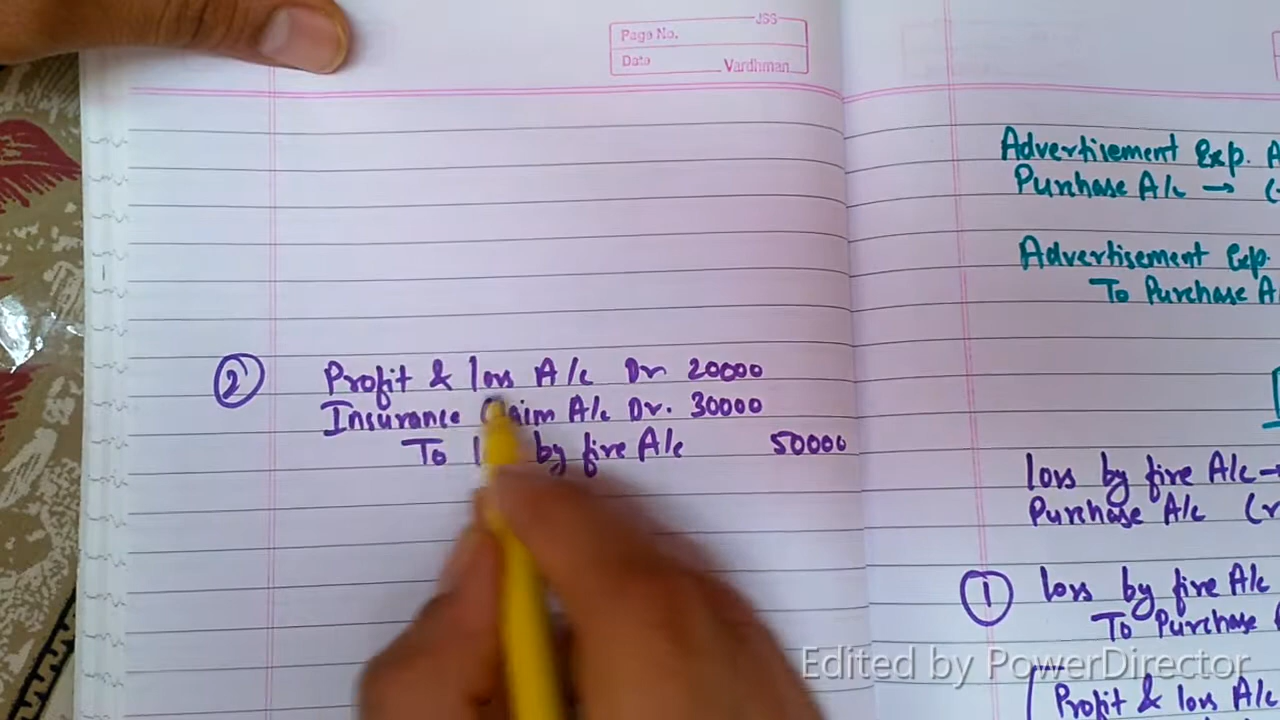 JSS
Page No.
Date
Vardhman
② Profit & loss A/c Dr 20000
Insurance Claim A/c Dr. 30000
To by fire A/c 50000
Advertisement Exp. A
Purchase A/c → (
Advertisement Exp.
To Purchase A
loss by fire A/c →
Purchase A/c (
① loss by fire A/c
To Purchase
Profit & loss A/c
Edited by PowerDirector